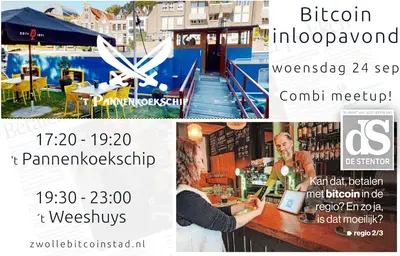 Bitcoin
inloopavond
woensdag 24 sep
Combi meetup!
't Pannenkoekschip
17:20 - 19:20
't Pannenkoekschip
19:30 - 23:00
't Weeshuys
zwollebitcoinstad.nl
dS
DE STENTOR
Kan dat, betalen
met bitcoin in de
regio? En zo ja,
is dat moeilijk?
▶ regio 2/3